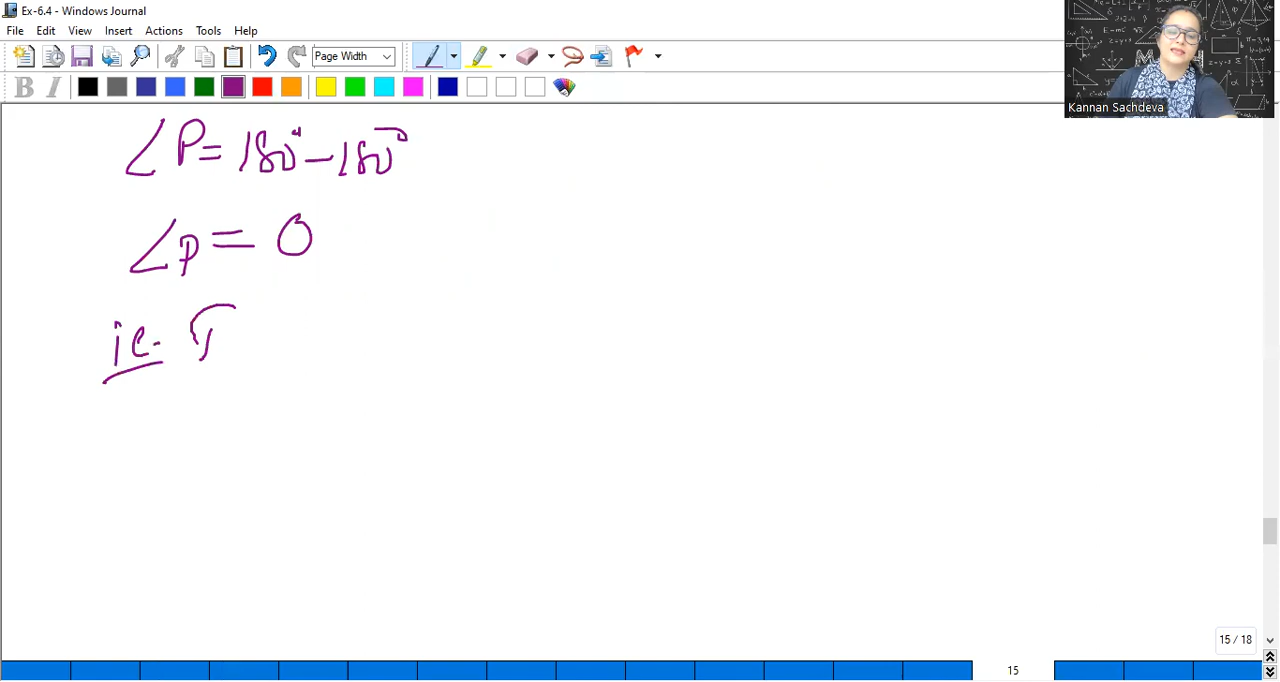 Ex-6.4 - Windows Journal
File Edit View Insert Actions Tools Help
Page Width
B I
Kannan Sachdeva
∠P = 180° - 180°
∠P = 0
ie.
15 / 18
15